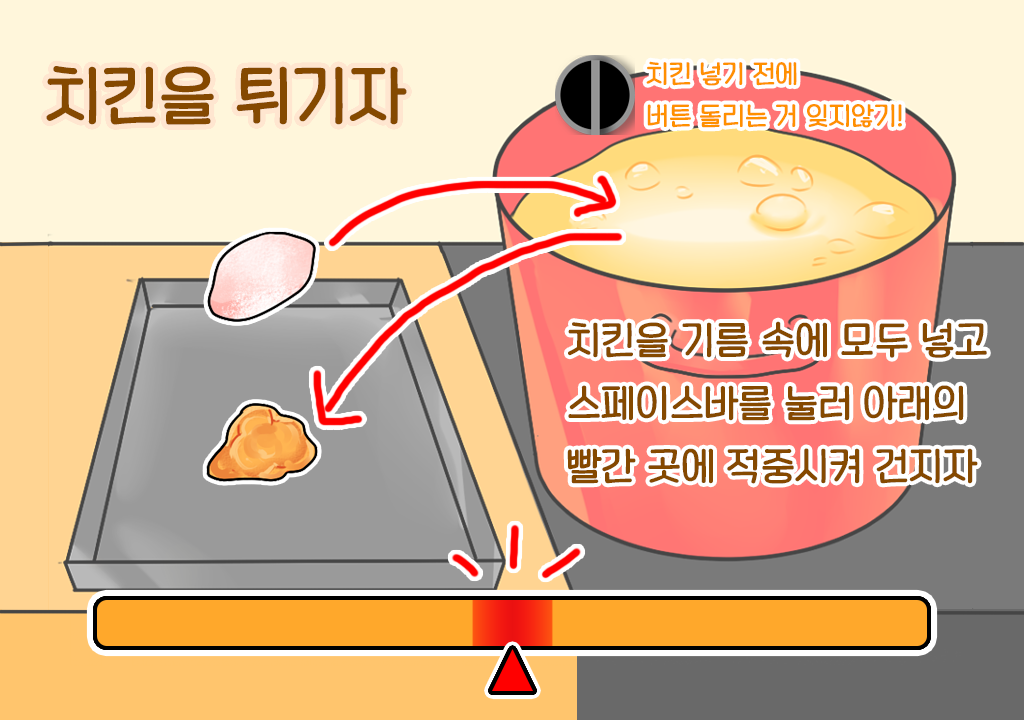 치킨을 튀기자
치킨 넣기 전에
버튼 돌리는 거 잊지않기!
치킨을 기름 속에 모두 넣고
스페이스바를 눌러 아래의
빨간 곳에 적중시켜 건지자